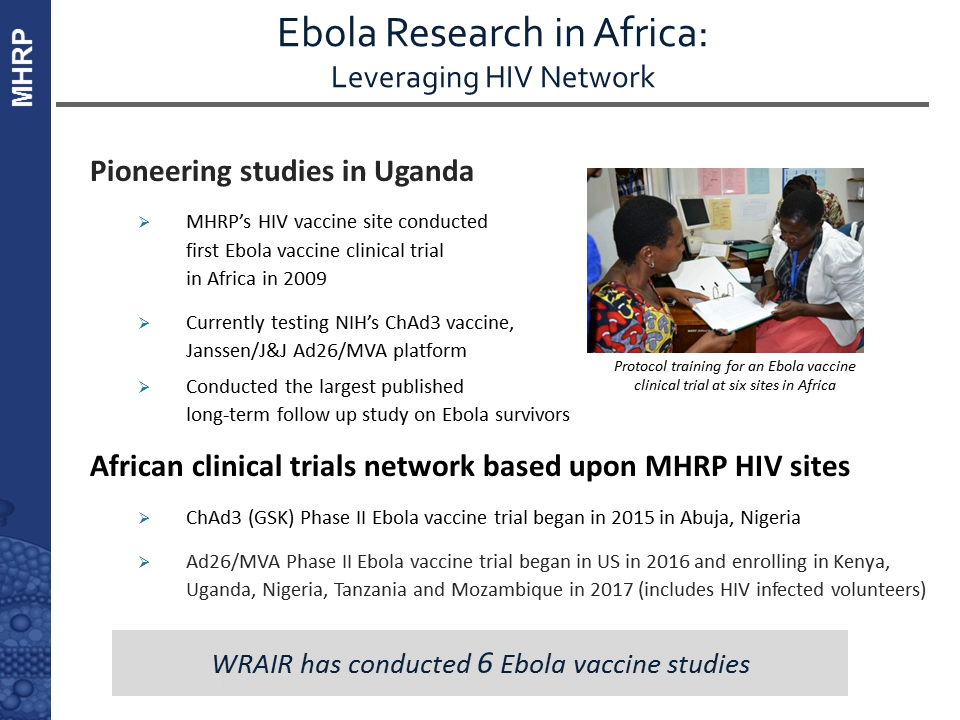 MHRP
Ebola Research in Africa:
Leveraging HIV Network
Pioneering studies in Uganda
MHRP’s HIV vaccine site conducted
first Ebola vaccine clinical trial
in Africa in 2009
Currently testing NIH’s ChAd3 vaccine,
Janssen/J&J Ad26/MVA platform
Conducted the largest published
long-term follow up study on Ebola survivors
Protocol training for an Ebola vaccine
clinical trial at six sites in Africa
African clinical trials network based upon MHRP HIV sites
ChAd3 (GSK) Phase II Ebola vaccine trial began in 2015 in Abuja, Nigeria
Ad26/MVA Phase II Ebola vaccine trial began in US in 2016 and enrolling in Kenya,
Uganda, Nigeria, Tanzania and Mozambique in 2017 (includes HIV infected volunteers)
WRAIR has conducted 6 Ebola vaccine studies